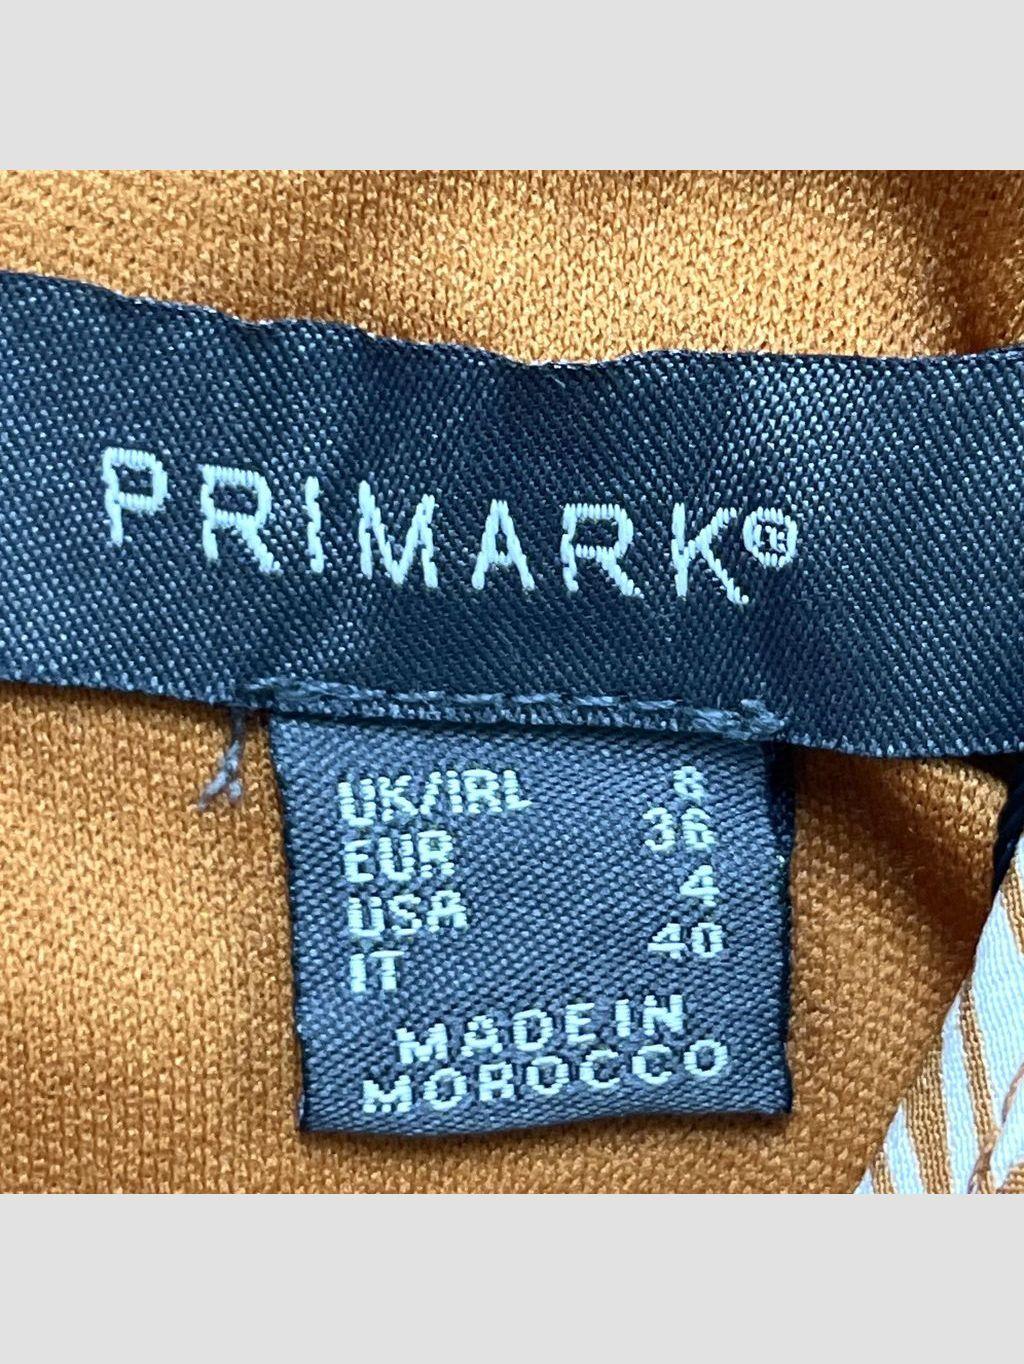 PRIMARK®
UK/IRL 8
EUR 36
USA 4
IT 40
MADE IN
MOROCCO